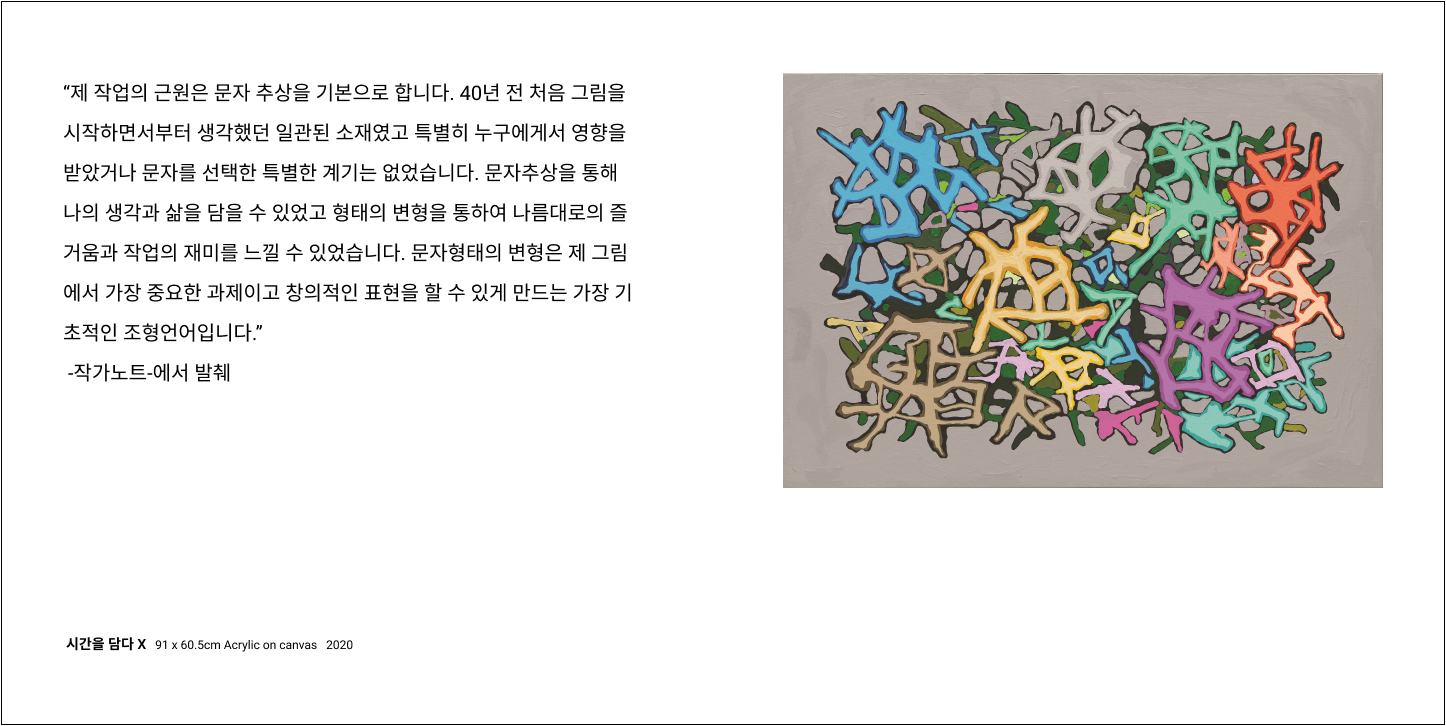 “제 작업의 근원은 문자 추상을 기본으로 합니다. 40년 전 처음 그림을
시작하면서부터 생각했던 일관된 소재였고 특별히 누구에게서 영향을
받았거나 문자를 선택한 특별한 계기는 없었습니다. 문자추상을 통해
나의 생각과 삶을 담을 수 있었고 형태의 변형을 통하여 나름대로의 즐
거움과 작업의 재미를 느낄 수 있었습니다. 문자형태의 변형은 제 그림
에서 가장 중요한 과제이고 창의적인 표현을 할 수 있게 만드는 가장 기
초적인 조형언어입니다.”
-작가노트-에서 발췌
시간을 담다 X 91 x 60.5cm Acrylic on canvas 2020